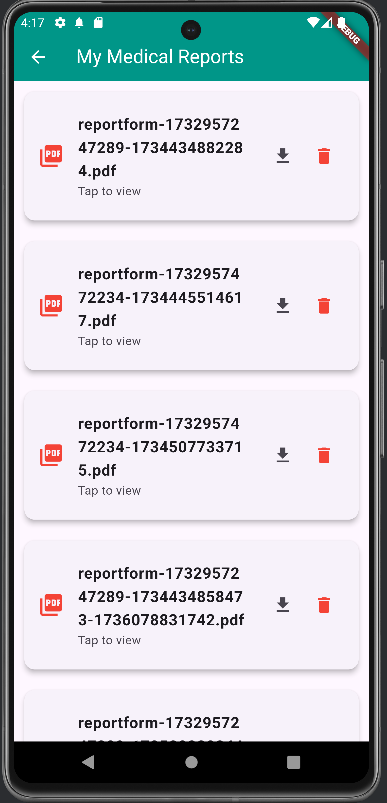 4:17
DEBUG
My Medical Reports
reportform-17329572
47289-173443488228
4.pdf
Tap to view
PDF
reportform-17329574
72234-173444551461
7.pdf
Tap to view
PDF
reportform-17329574
72234-173450773371
5.pdf
Tap to view
PDF
reportform-17329572
47289-173443485847
3-1736078831742.pdf
Tap to view
PDF
reportform-17329572